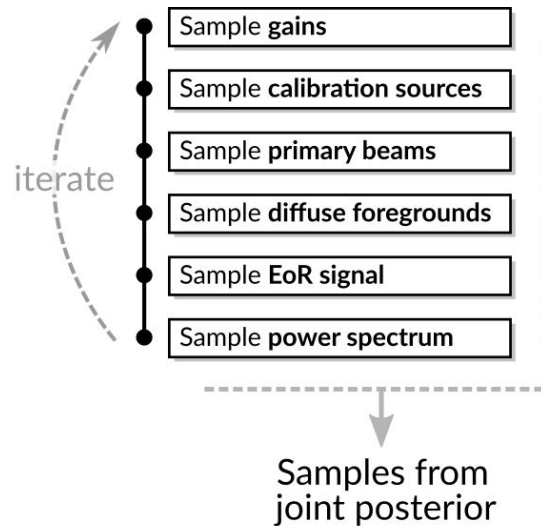 Sample gains
Sample calibration sources
Sample primary beams
iterate
Sample diffuse foregrounds
Sample EoR signal
Sample power spectrum
Samples from
joint posterior